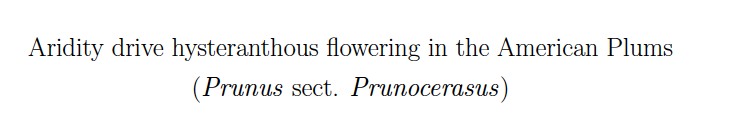 Aridity drive hysteranthous flowering in the American Plums
(Prunus sect. Prunocerasus)